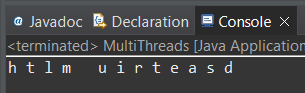 @ Javadoc Declaration Console
<terminated> MultiThreads [Java Application
h t l m  u i r t e a s d